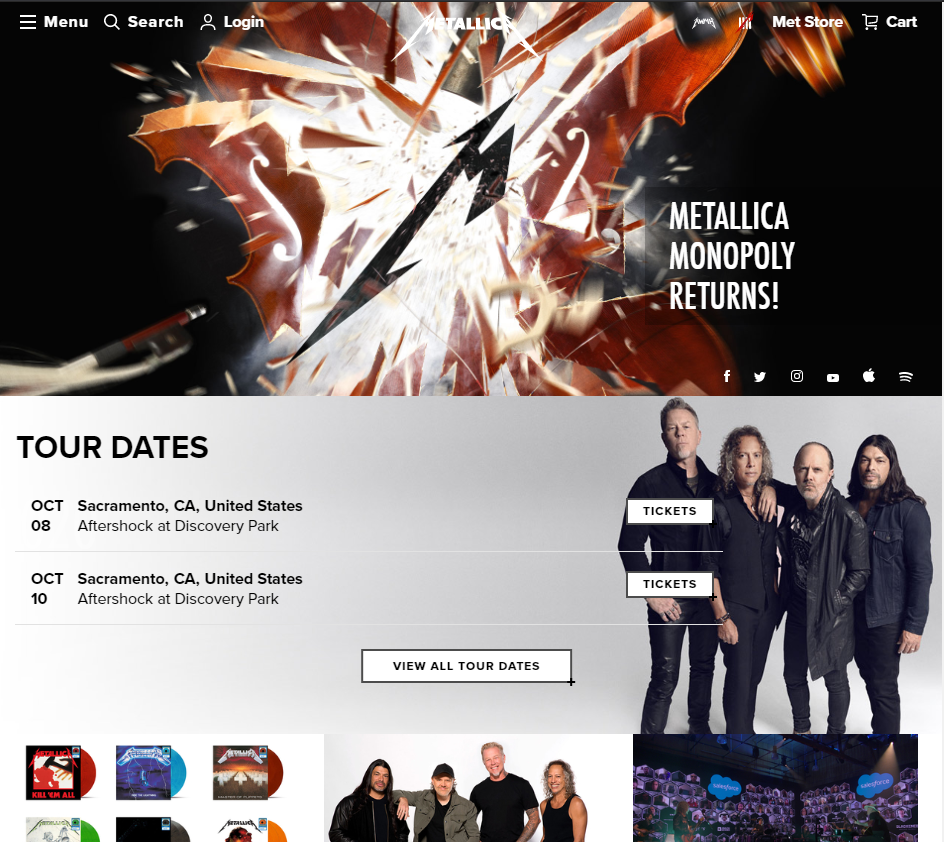 Menu Search Login METALLICA AWMH Met Store Cart
METALLICA
MONOPOLY
RETURNS!
TOUR DATES
OCT Sacramento, CA, United States
08 Aftershock at Discovery Park
TICKETS
OCT Sacramento, CA, United States
10 Aftershock at Discovery Park
TICKETS
VIEW ALL TOUR DATES
METALLICA
KILL 'EM ALL
METALLICA
METALLICA
salesforce
salesforce
METALLICA